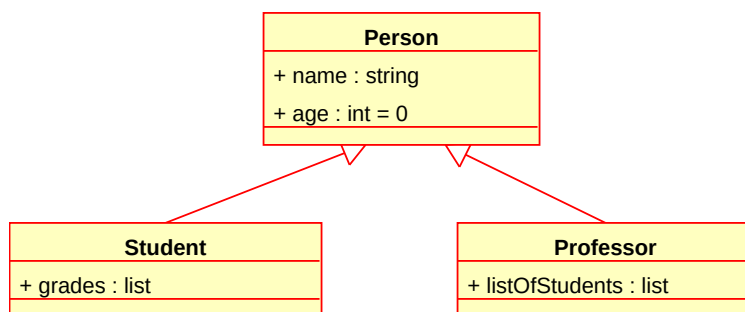 Person
+ name : string
+ age : int = 0
Student
+ grades : list
Professor
+ listOfStudents : list